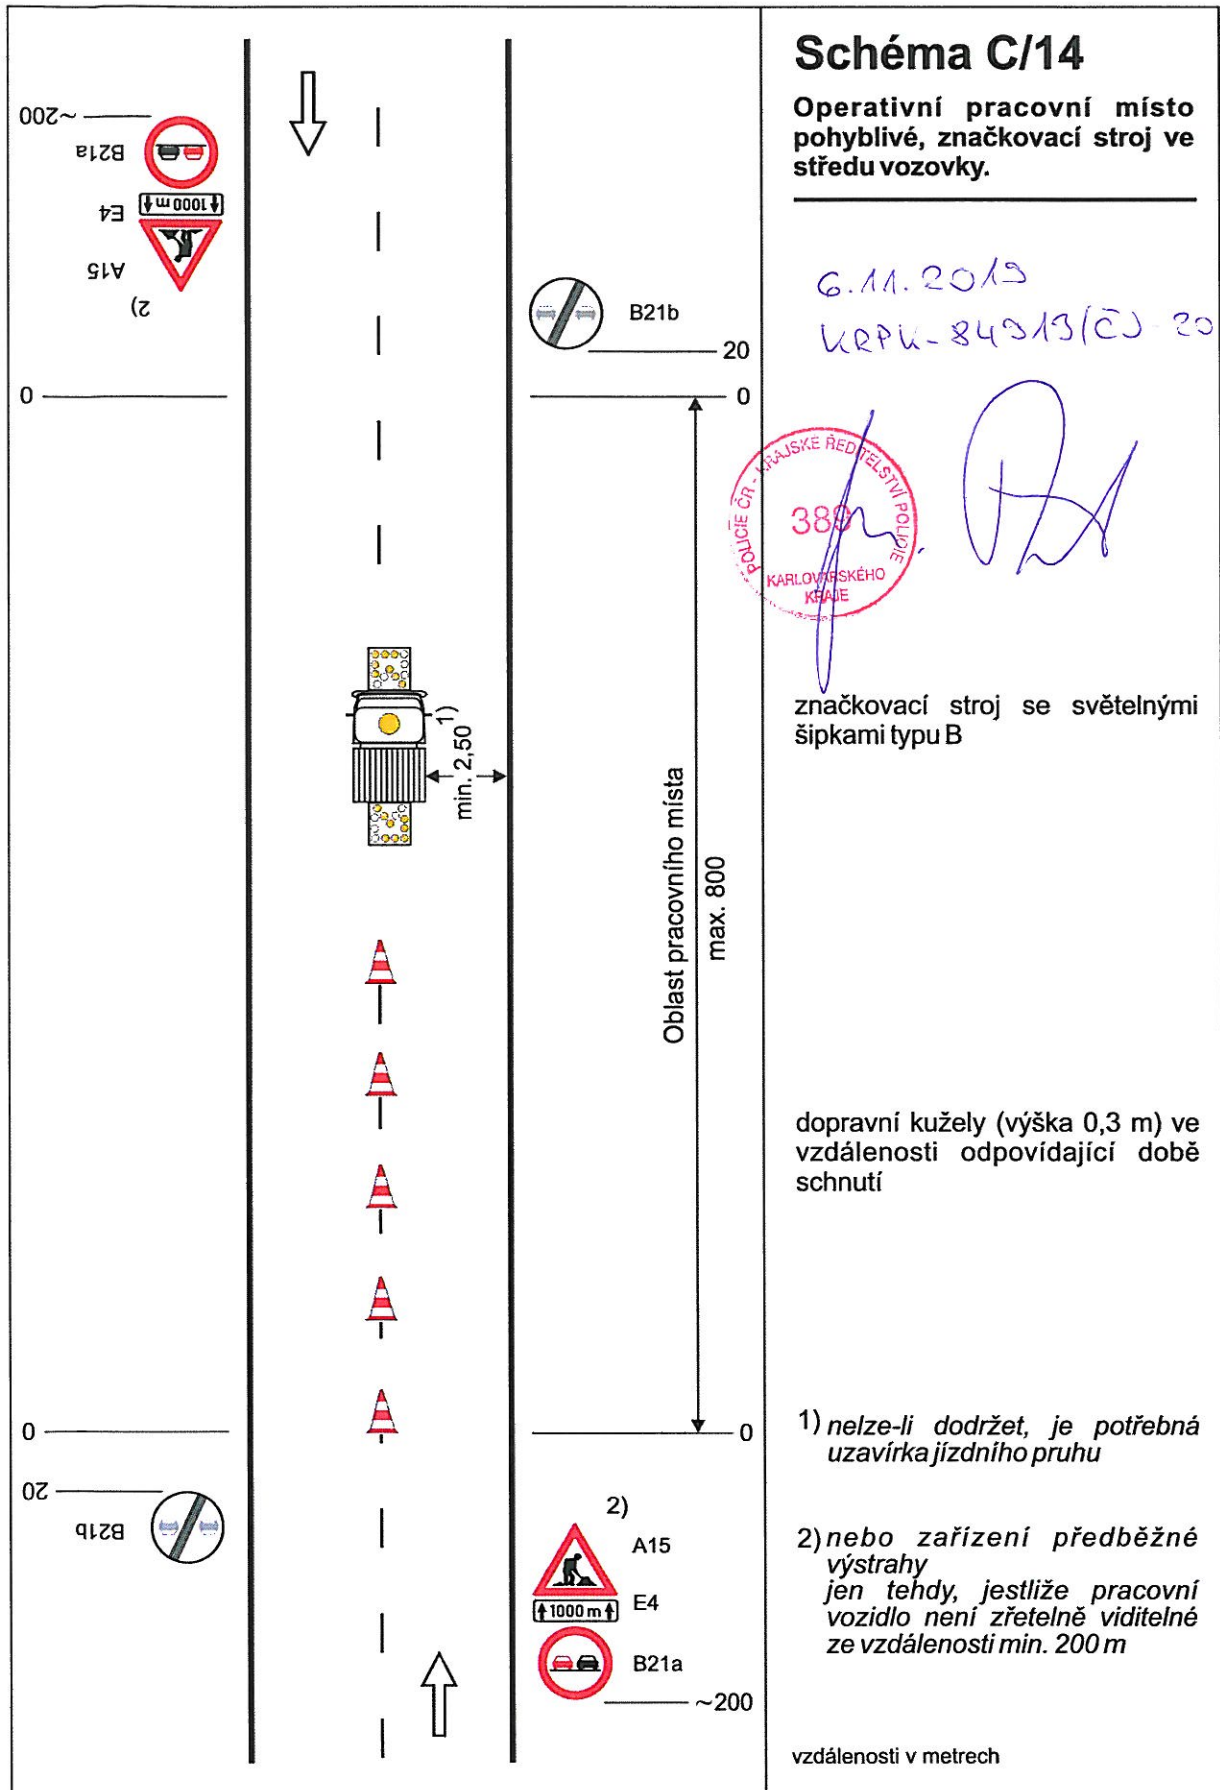 Schéma C/14
Operativní pracovní místo
pohyblivé, značkovací stroj ve
středu vozovky.
6.11.2019
KRPK-84919/ČJ-20
POLICIE ČR - KRAJSKÉ ŘEDITELSTVÍ POLICIE
389
KARLOVARSKÉHO
KRAJE
značkovací stroj se světelnými
šipkami typu B
dopravní kužely (výška 0,3 m) ve
vzdálenosti odpovídající době
schnutí
1) nelze-li dodržet, je potřebná
uzavírka jízdního pruhu
2) nebo zařízení předběžné
výstrahy
jen tehdy, jestliže pracovní
vozidlo není zřetelně viditelné
ze vzdálenosti min. 200 m
vzdálenosti v metrech
~200
B21a
1000 m
E4
A15
2)
0
B21b
20
0
1)
min. 2,50
Oblast pracovního místa
max. 800
0
20
B21b
0
2)
A15
1000 m
E4
B21a
~200